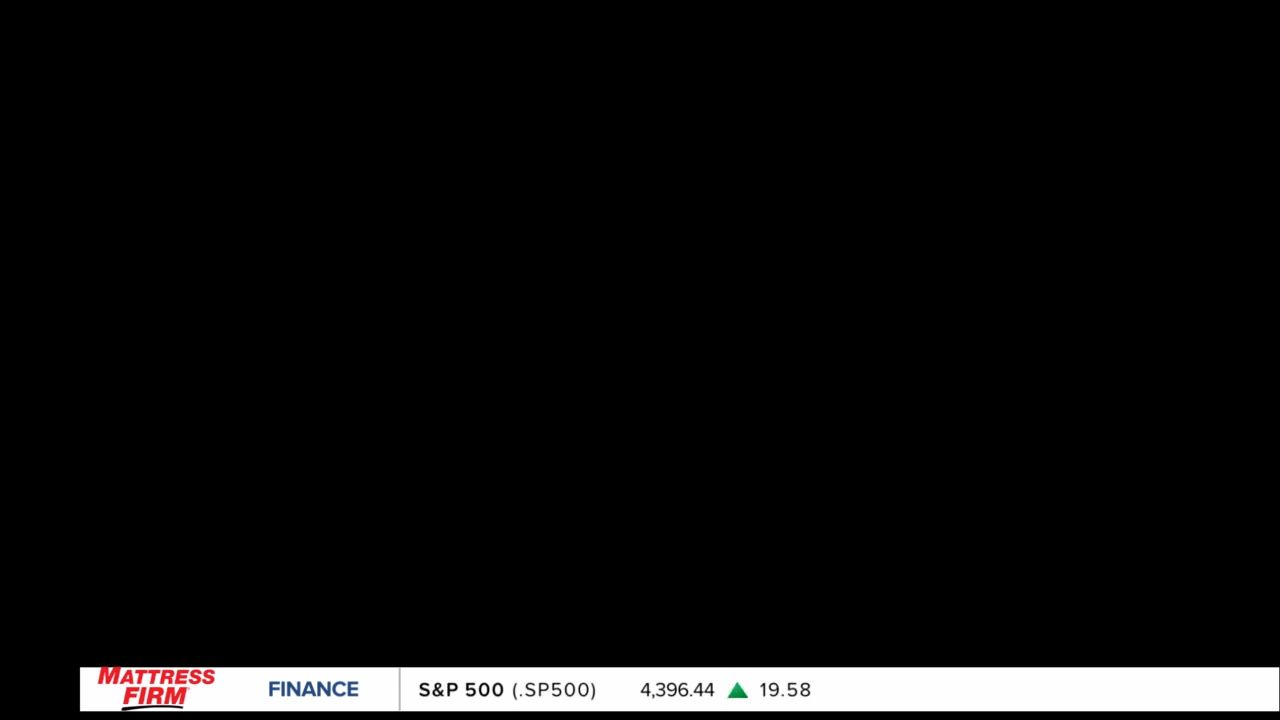 MATTRESS
FIRM
FINANCE
S&P 500 (.SP500) 4,396.44 ▲ 19.58